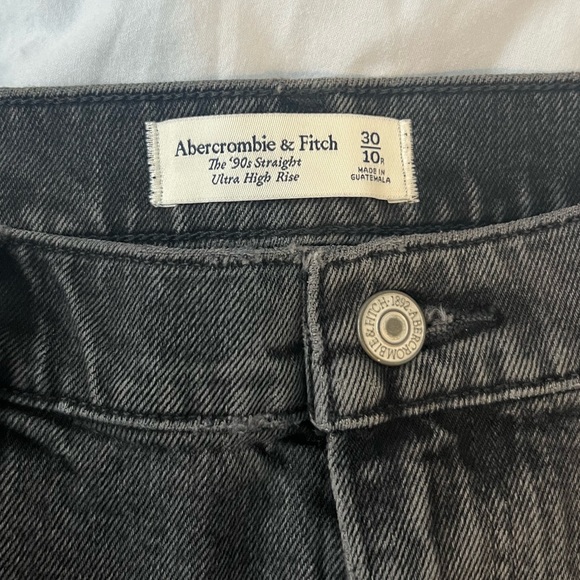 Abercrombie & Fitch
The '90s Straight
Ultra High Rise
30
10R
MADE IN
GUATEMALA
ABERCROMBIE & FITCH · 1892 ·